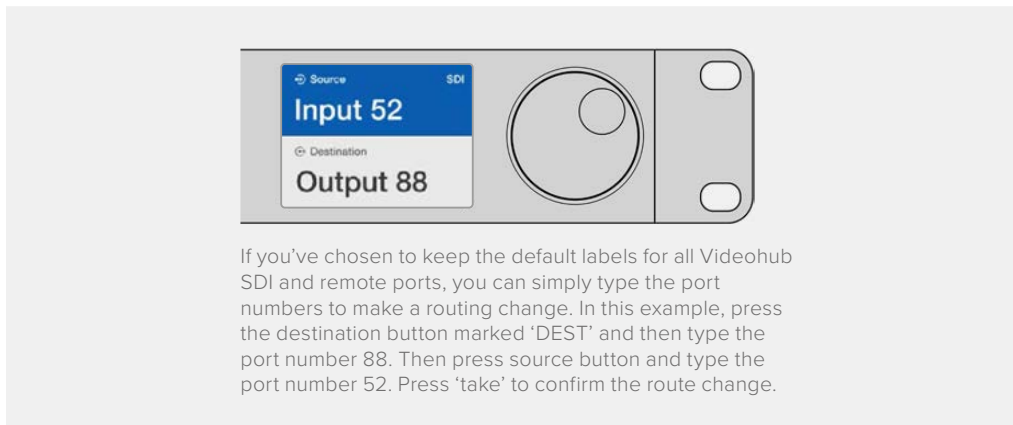 Source SDI
Input 52
Destination
Output 88
If you’ve chosen to keep the default labels for all Videohub
SDI and remote ports, you can simply type the port
numbers to make a routing change. In this example, press
the destination button marked ‘DEST’ and then type the
port number 88. Then press source button and type the
port number 52. Press ‘take’ to confirm the route change.